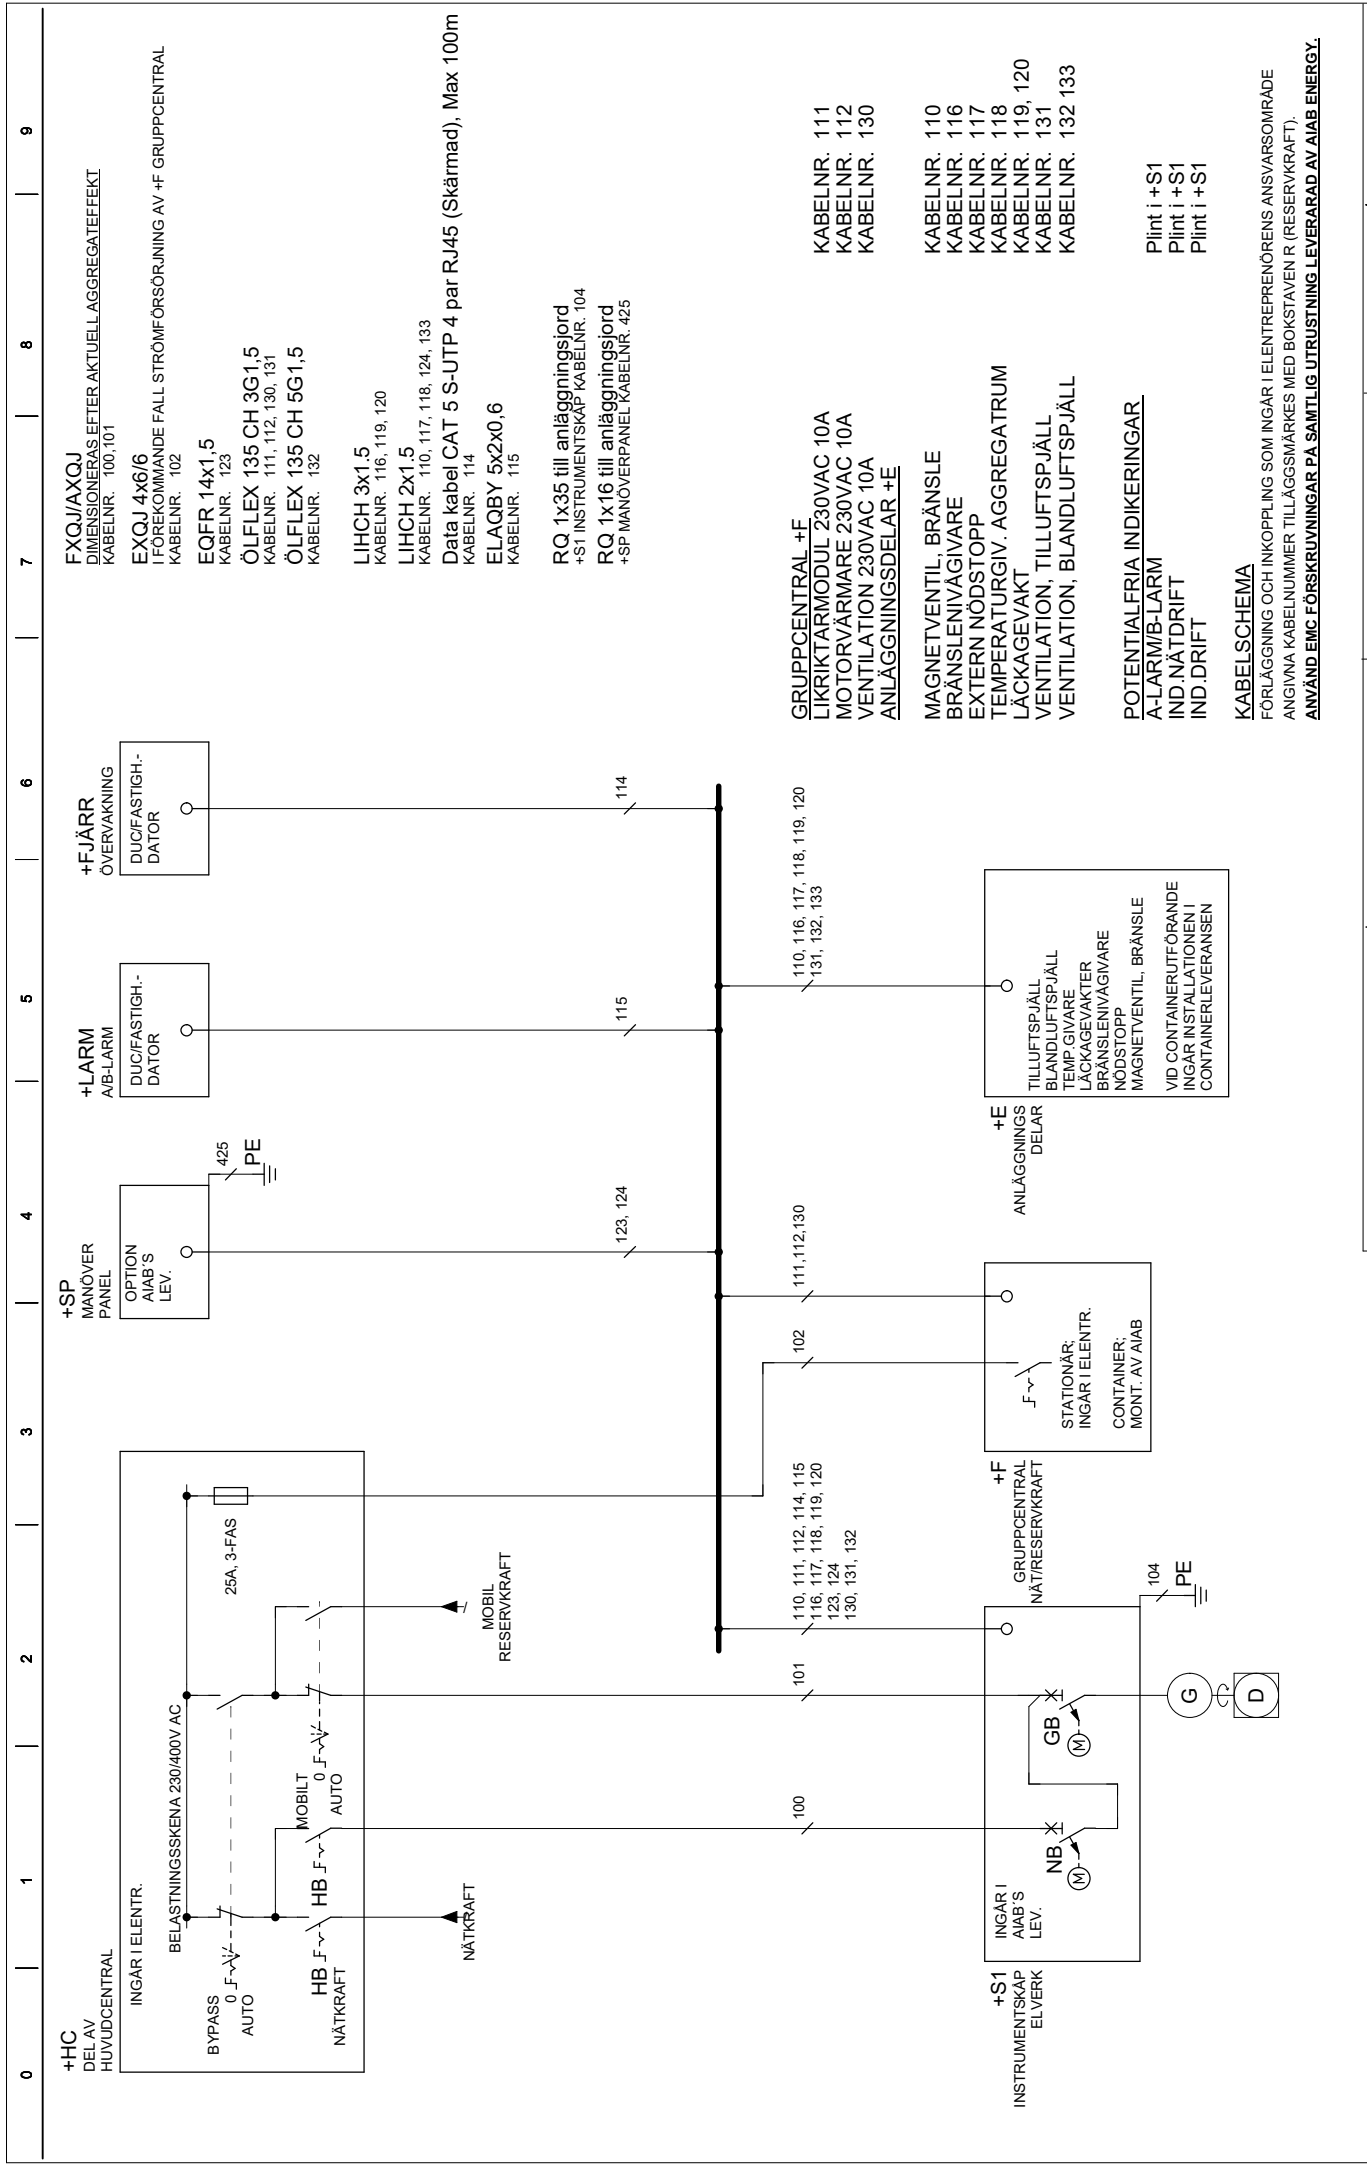 0 1 2 3 4 5 6 7 8 9
+HC
DEL AV
HUVUDCENTRAL
INGÅR I ELENTR.
BELASTNINGSSKENA 230/400V AC
BYPASS
0
AUTO
HB
NÄTKRAFT
HB
MOBILT
0
AUTO
25A, 3-FAS
NÄTKRAFT
MOBIL
RESERVKRAFT
+SP
MANÖVER
PANEL
OPTION
AIAB'S
LEV.
425
PE
123, 124
+LARM
A/B-LARM
DUC/FASTIGH.-
DATOR
115
+FJÄRR
ÖVERVAKNING
DUC/FASTIGH.-
DATOR
114
100
101
110, 111, 112, 114, 115
116, 117, 118, 119, 120
123, 124
130, 131, 132
102
111,112,130
110, 116, 117, 118, 119, 120
131, 132, 133
+S1
INSTRUMENTSKÅP
ELVERK
INGÅR I
AIAB'S
LEV.
NB
M
GB
M
G
D
104
PE
+F
GRUPPCENTRAL
NÄT/RESERVKRAFT
STATIONÄR;
INGÅR I ELENTR.
CONTAINER;
MONT. AV AIAB
+E
ANLÄGGNINGS
DELAR
TILLUFTSPJÄLL
BLANDLUFTSPJÄLL
TEMP.GIVARE
LÄCKAGEVAKTER
BRÄNSLENIVÅGIVARE
NÖDSTOPP
MAGNETVENTIL, BRÄNSLE
VID CONTAINERUTFÖRANDE
INGÅR INSTALLATIONEN I
CONTAINERLEVERANSEN
FXQJ/AXQJ
DIMENSIONERAS EFTER AKTUELL AGGREGATEFFEKT
KABELNR. 100,101
EXQJ 4x6/6
I FÖREKOMMANDE FALL STRÖMFÖRSÖRJNING AV +F GRUPPCENTRAL
KABELNR. 102
EQFR 14x1,5
KABELNR. 123
ÖLFLEX 135 CH 3G1,5
KABELNR. 111, 112, 130, 131
ÖLFLEX 135 CH 5G1,5
KABELNR. 132
LIHCH 3x1.5
KABELNR. 116, 119, 120
LIHCH 2x1.5
KABELNR. 110, 117, 118, 124, 133
Data kabel CAT 5 S-UTP 4 par RJ45 (Skärmad), Max 100m
KABELNR. 114
ELAQBY 5x2x0,6
KABELNR. 115
RQ 1x35 till anläggningsjord
+S1 INSTRUMENTSKÅP KABELNR. 104
RQ 1x16 till anläggningsjord
+SP MANÖVERPANEL KABELNR. 425
GRUPPCENTRAL +F
LIKRIKTARMODUL 230VAC 10A KABELNR. 111
MOTORVÄRMARE 230VAC 10A KABELNR. 112
VENTILATION 230VAC 10A KABELNR. 130
ANLÄGGNINGSDELAR +E
MAGNETVENTIL, BRÄNSLE KABELNR. 110
BRÄNSLENIVÅGIVARE KABELNR. 116
EXTERN NÖDSTOPP KABELNR. 117
TEMPERATURGIV. AGGREGATRUM KABELNR. 118
LÄCKAGEVAKT KABELNR. 119, 120
VENTILATION, TILLUFTSPJÄLL KABELNR. 131
VENTILATION, BLANDLUFTSPJÄLL KABELNR. 132 133
POTENTIALFRIA INDIKERINGAR
A-LARM/B-LARM Plint i +S1
IND.NÄTDRIFT Plint i +S1
IND.DRIFT Plint i +S1
KABELSCHEMA
FÖRLÄGGNING OCH INKOPPLING SOM INGÅR I ELENTREPRENÖRENS ANSVARSOMRÅDE
ANGIVNA KABELNUMMER TILLÄGGSMÄRKES MED BOKSTAVEN R (RESERVKRAFT).
ANVÄND EMC FÖRSKRUVNINGAR PÅ SAMTLIG UTRUSTNING LEVERARAD AV AIAB ENERGY.